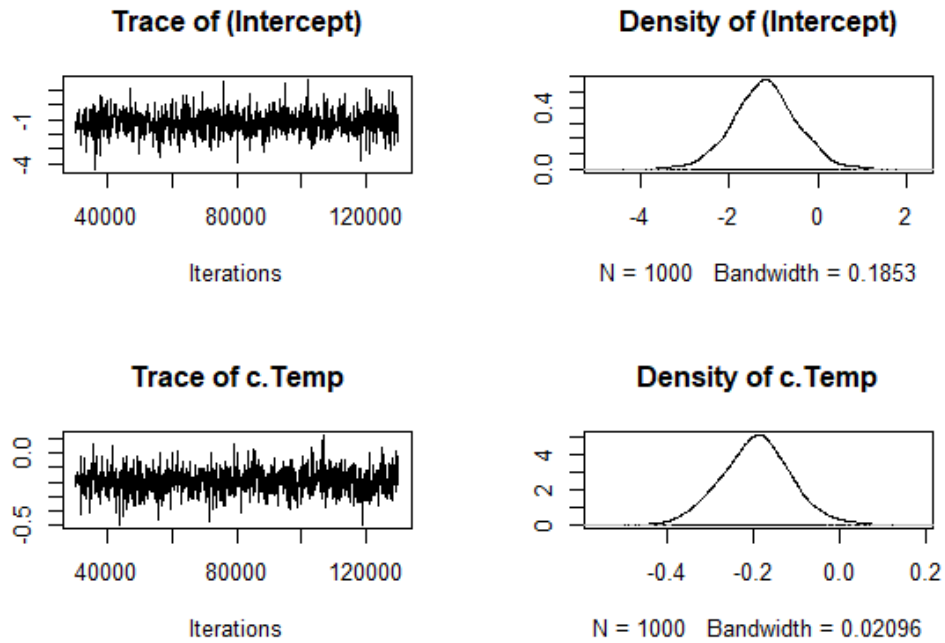 Trace of (Intercept)
-1
-4
40000 80000 120000
Iterations
Density of (Intercept)
0.4
0.0
-4 -2 0 2
N = 1000 Bandwidth = 0.1853
Trace of c.Temp
0.0
-0.5
40000 80000 120000
Iterations
Density of c.Temp
4
2
0
-0.4 -0.2 0.0 0.2
N = 1000 Bandwidth = 0.02096